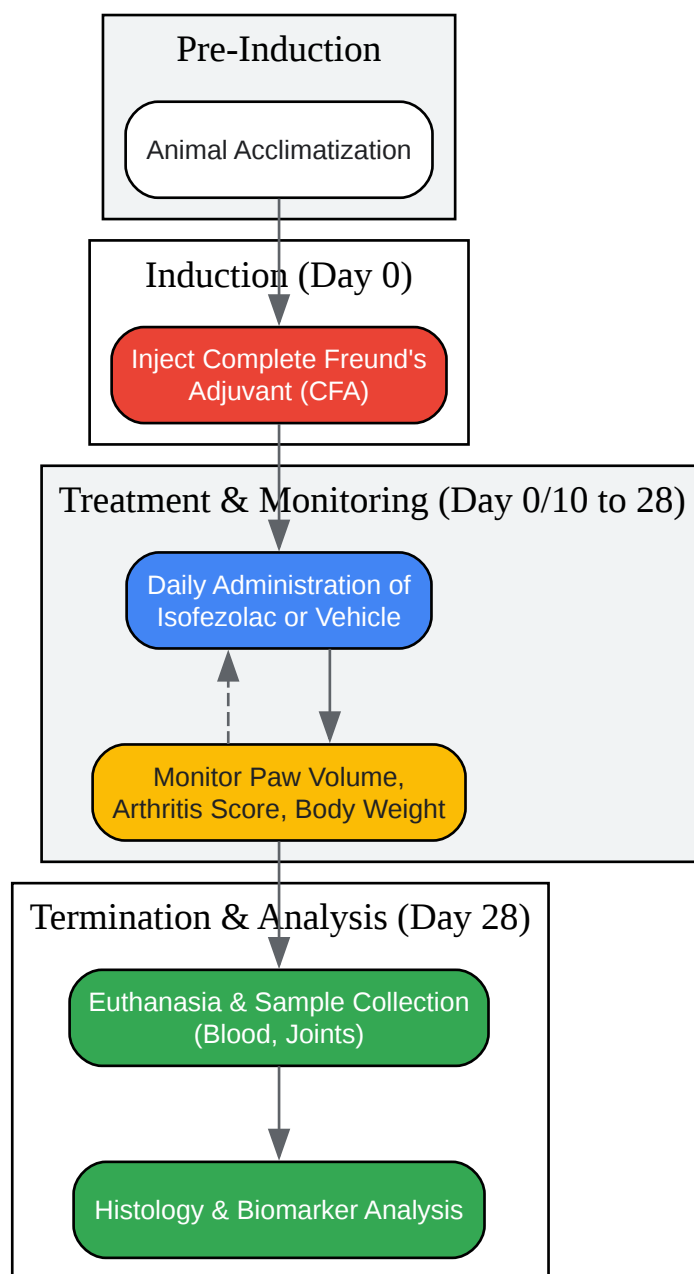 Pre-Induction
Animal Acclimatization
Induction (Day 0)
Inject Complete Freund's
Adjuvant (CFA)
Treatment & Monitoring (Day 0/10 to 28)
Daily Administration of
Isofezolac or Vehicle
Monitor Paw Volume,
Arthritis Score, Body Weight
Termination & Analysis (Day 28)
Euthanasia & Sample Collection
(Blood, Joints)
Histology & Biomarker Analysis